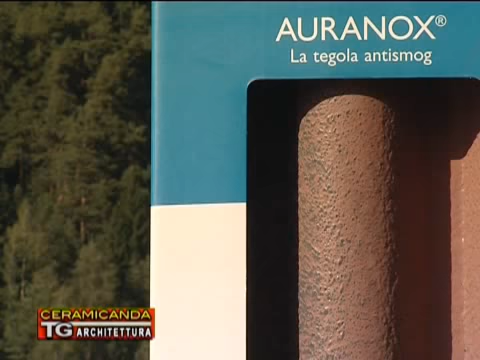 AURANOX®
La tegola antismog
CERAMICANDA
TG ARCHITETTURA